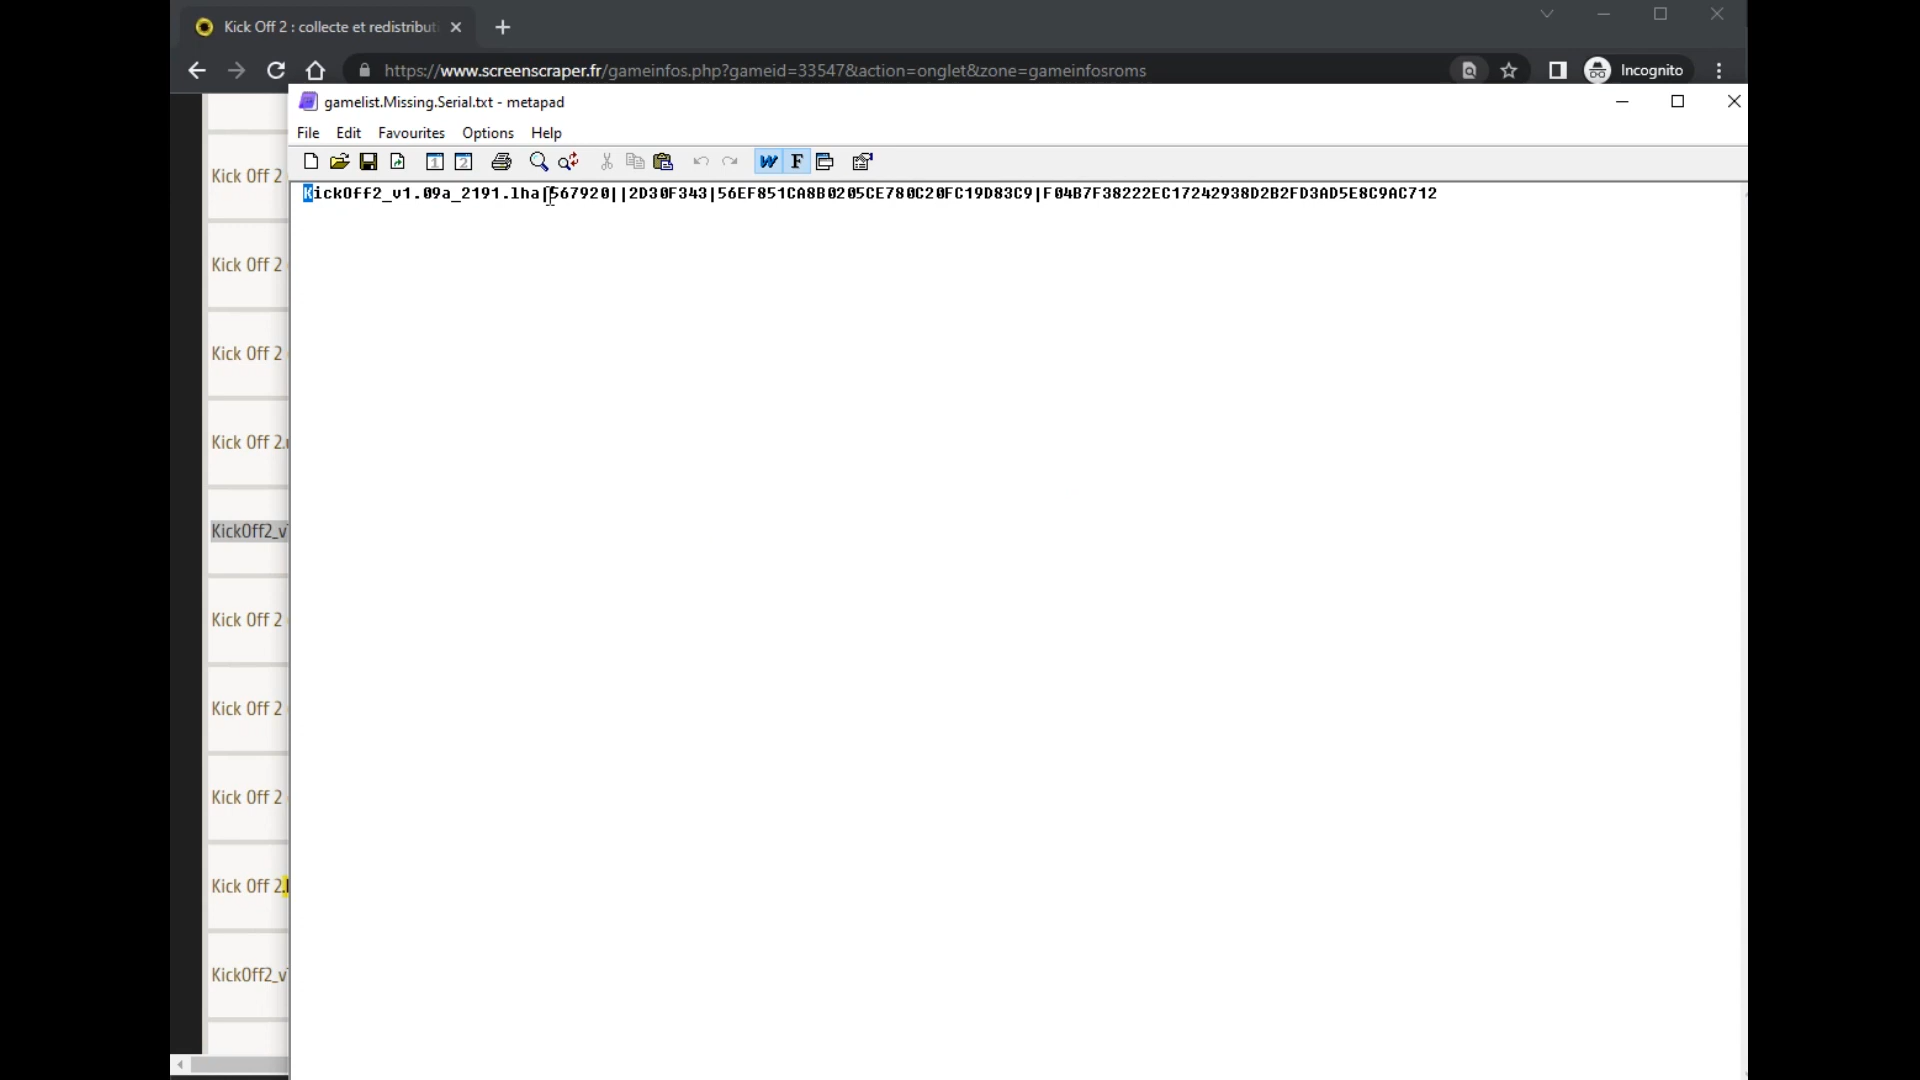 Kick Off 2 : collecte et redistributi
https://www.screenscraper.fr/gameinfos.php?gameid=33547&action=onglet&zone=gameinfosroms
Incognito
gamelist.Missing.Serial.txt - metapad
File Edit Favourites Options Help
KickOff2_v1.09a_2191.lha|567920||2D30F343|56EF851CA8B0205CE780C20FC19D83C9|F04B7F38222EC17242938D2B2FD3AD5E8C9AC712
Kick Off 2
Kick Off 2
Kick Off 2
Kick Off 2.
KickOff2_v
Kick Off 2
Kick Off 2
Kick Off 2
Kick Off 2.
KickOff2_v